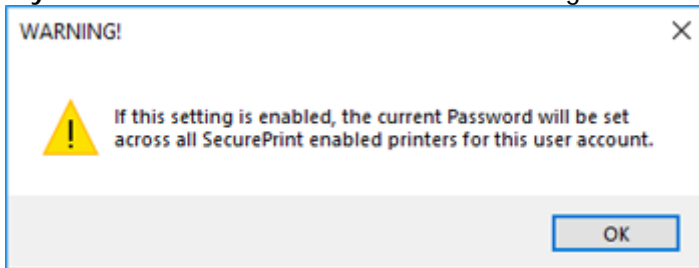 WARNING!
If this setting is enabled, the current Password will be set
across all SecurePrint enabled printers for this user account.
OK